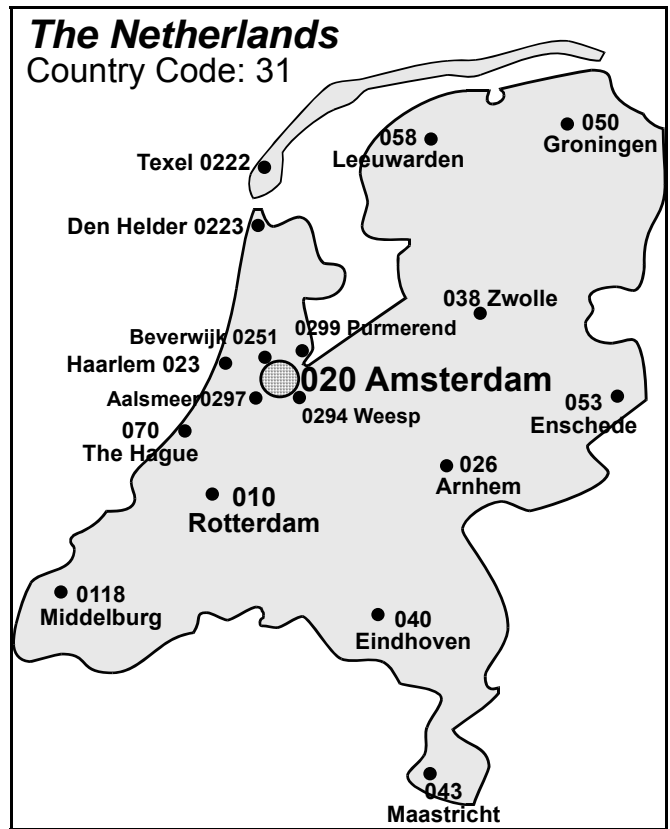 The Netherlands
Country Code: 31
058
Leeuwarden
050
Groningen
Texel 0222
Den Helder 0223
038 Zwolle
Beverwijk 0251
0299 Purmerend
Haarlem 023
020 Amsterdam
Aalsmeer0297
0294 Weesp
053
Enschede
070
The Hague
026
Arnhem
010
Rotterdam
0118
Middelburg
040
Eindhoven
043
Maastricht